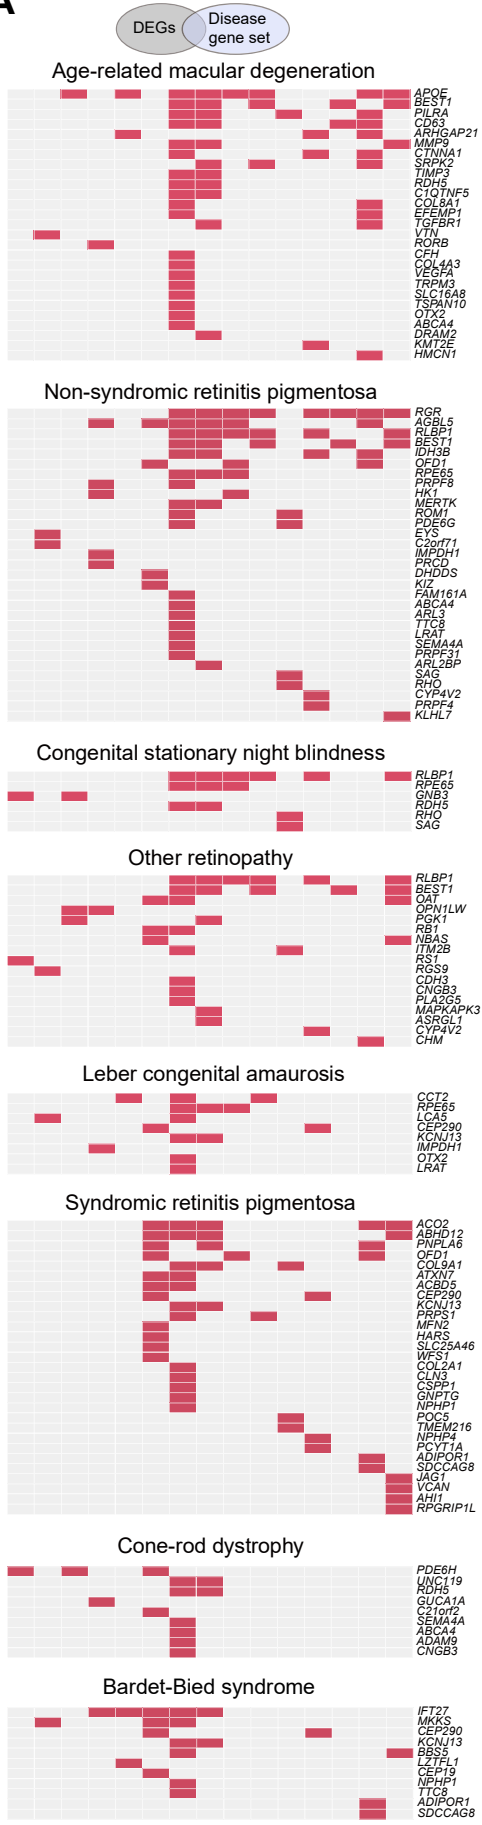 A
DEGs
Disease
gene set
Age-related macular degeneration
APOE
BEST1
PILRA
CD63
ARHGAP21
MMP9
CTNNA1
SRPK2
TIMP3
RDH5
C1QTNF5
COL8A1
EFEMP1
TGFBR1
VTN
RORB
CFH
COL4A3
VEGFA
TRPM3
SLC16A8
TSPAN10
OTX2
ABCA4
DRAM2
KMT2E
HMCN1
Non-syndromic retinitis pigmentosa
RGR
AGBL5
RLBP1
BEST1
IDH3B
OFD1
RPE65
PRPF8
HK1
MERTK
ROM1
PDE6G
EYS
C2orf71
IMPDH1
PRCD
DHDDS
KIZ
FAM161A
ABCA4
ARL3
TTC8
LRAT
SEMA4A
PRPF31
ARL2BP
SAG
RHO
CYP4V2
PRPF4
KLHL7
Congenital stationary night blindness
RLBP1
RPE65
GNB3
RDH5
RHO
SAG
Other retinopathy
RLBP1
BEST1
OAT
OPN1LW
PGK1
RB1
NBAS
ITM2B
RS1
RGS9
CDH3
CNGB3
PLA2G5
MAPKAPK3
ASRGL1
CYP4V2
CHM
Leber congenital amaurosis
CCT2
RPE65
LCA5
CEP290
KCNJ13
IMPDH1
OTX2
LRAT
Syndromic retinitis pigmentosa
ACO2
ABHD12
PNPLA6
OFD1
COL9A1
ATXN7
ACBD5
CEP290
KCNJ13
PRPS1
MFN2
HARS
SLC25A46
WFS1
COL2A1
CLN3
CSPP1
GNPTG
NPHP1
POC5
TMEM216
NPHP4
PCYT1A
ADIPOR1
SDCCAG8
JAG1
VCAN
AHI1
RPGRIP1L
Cone-rod dystrophy
PDE6H
UNC119
RDH5
GUCA1A
C21orf2
SEMA4A
ABCA4
ADAM9
CNGB3
Bardet-Bied syndrome
IFT27
MKKS
CEP290
KCNJ13
BBS5
LZTFL1
CEP19
NPHP1
TTC8
ADIPOR1
SDCCAG8